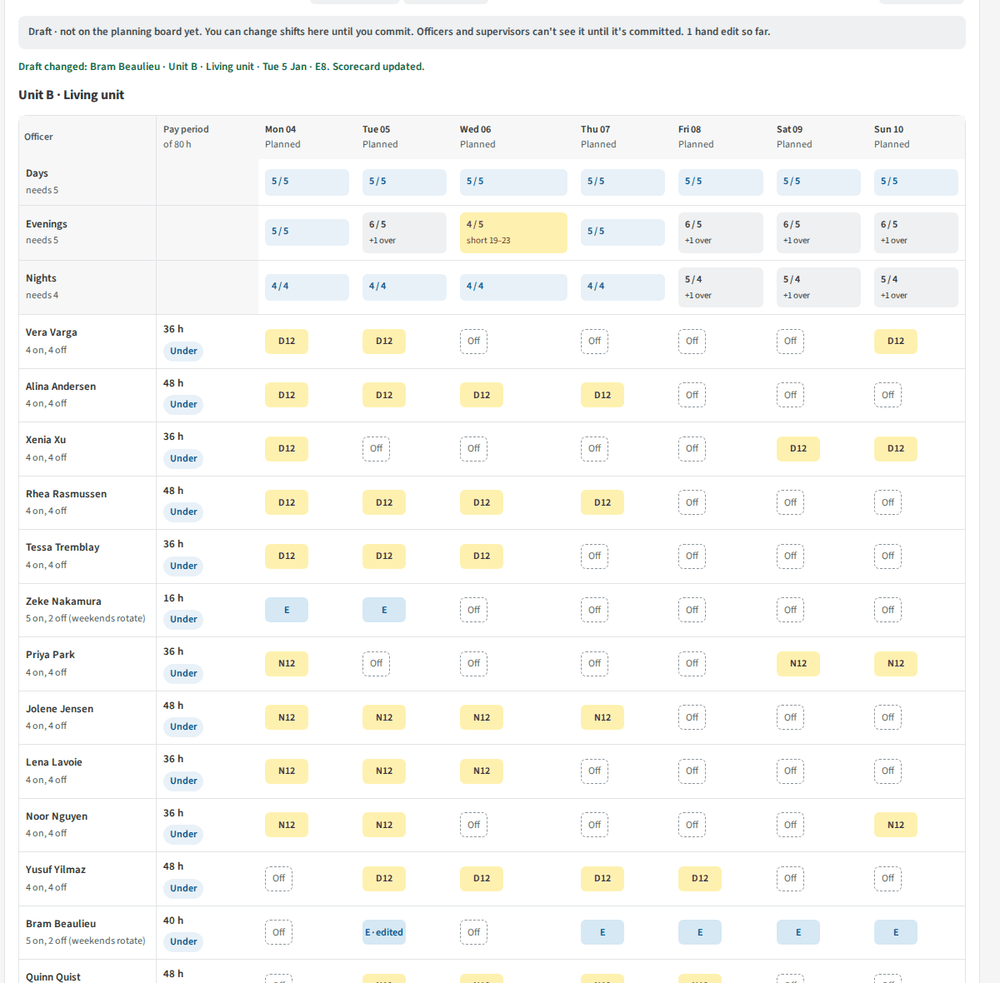 Draft · not on the planning board yet. You can change shifts here until you commit. Officers and supervisors can't see it until it's committed. 1 hand edit so far.
Draft changed: Bram Beaulieu · Unit B · Living unit · Tue 5 Jan · E8. Scorecard updated.
Unit B · Living unit
Officer Pay period of 80 h Mon 04 Planned Tue 05 Planned Wed 06 Planned Thu 07 Planned Fri 08 Planned Sat 09 Planned Sun 10 Planned
Days needs 5 5 / 5 5 / 5 5 / 5 5 / 5 5 / 5 5 / 5 5 / 5
Evenings needs 5 5 / 5 6 / 5 +1 over 4 / 5 short 19–23 5 / 5 6 / 5 +1 over 6 / 5 +1 over 6 / 5 +1 over
Nights needs 4 4 / 4 4 / 4 4 / 4 4 / 4 5 / 4 +1 over 5 / 4 +1 over 5 / 4 +1 over
Vera Varga 4 on, 4 off 36 h Under D12 D12 Off Off Off Off D12
Alina Andersen 4 on, 4 off 48 h Under D12 D12 D12 D12 Off Off Off
Xenia Xu 4 on, 4 off 36 h Under D12 Off Off Off Off D12 D12
Rhea Rasmussen 4 on, 4 off 48 h Under D12 D12 D12 D12 Off Off Off
Tessa Tremblay 4 on, 4 off 36 h Under D12 D12 D12 Off Off Off Off
Zeke Nakamura 5 on, 2 off (weekends rotate) 16 h Under E E Off Off Off Off Off
Priya Park 4 on, 4 off 36 h Under N12 Off Off Off Off N12 N12
Jolene Jensen 4 on, 4 off 48 h Under N12 N12 N12 N12 Off Off Off
Lena Lavoie 4 on, 4 off 36 h Under N12 N12 N12 Off Off Off Off
Noor Nguyen 4 on, 4 off 36 h Under N12 N12 Off Off Off Off N12
Yusuf Yilmaz 4 on, 4 off 48 h Under Off D12 D12 D12 D12 Off Off
Bram Beaulieu 5 on, 2 off (weekends rotate) 40 h Under Off E · edited Off E E E E
Quinn Quist 48 h